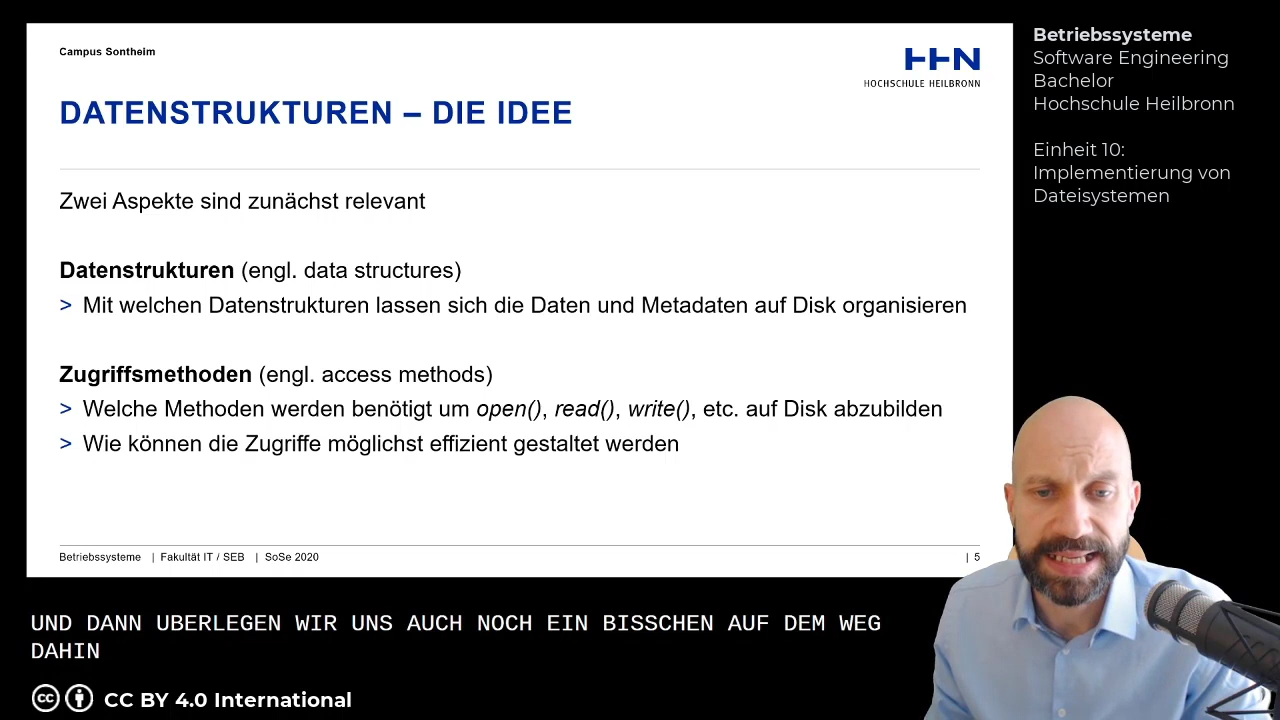 Campus Sontheim
HHN
HOCHSCHULE HEILBRONN
DATENSTRUKTUREN – DIE IDEE
Zwei Aspekte sind zunächst relevant
Datenstrukturen (engl. data structures)
> Mit welchen Datenstrukturen lassen sich die Daten und Metadaten auf Disk organisieren
Zugriffsmethoden (engl. access methods)
> Welche Methoden werden benötigt um open(), read(), write(), etc. auf Disk abzubilden
> Wie können die Zugriffe möglichst effizient gestaltet werden
Betriebssysteme | Fakultät IT / SEB | SoSe 2020 | 5
Betriebssysteme
Software Engineering
Bachelor
Hochschule Heilbronn
Einheit 10:
Implementierung von
Dateisystemen
UND DANN UBERLEGEN WIR UNS AUCH NOCH EIN BISSCHEN AUF DEM WEG
DAHIN
cc CC BY 4.0 International